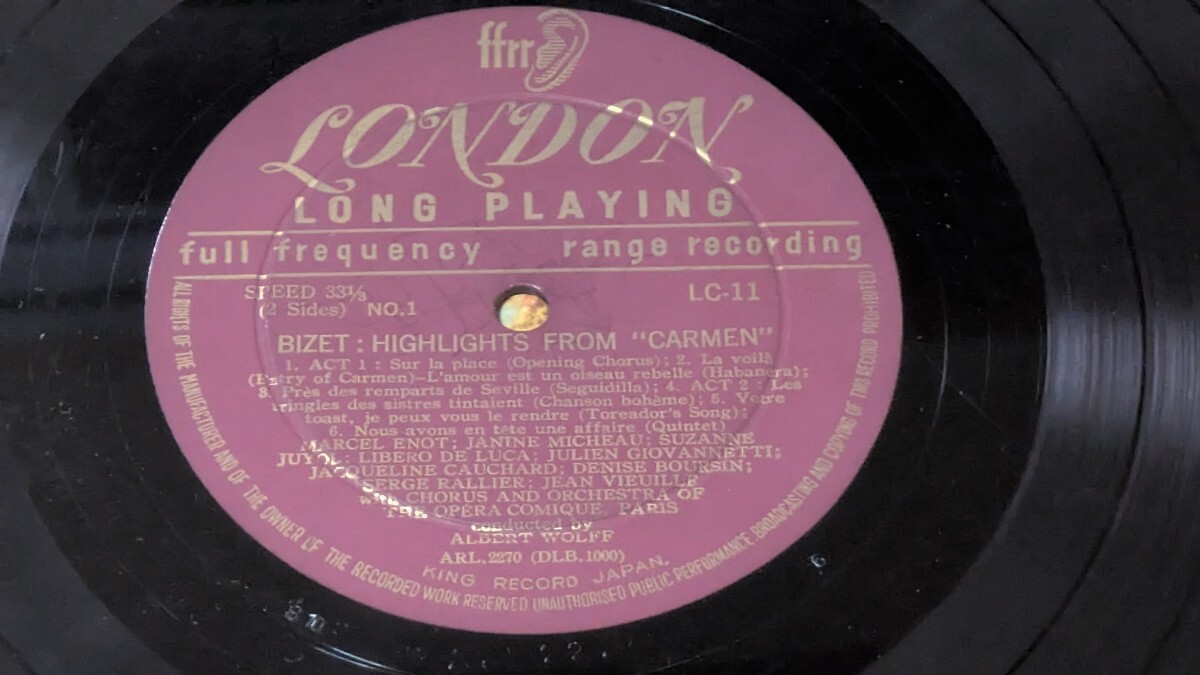 ffrr
LONDON
LONG PLAYING
full frequency range recording
SPEED 33⅓ LC-11
(2 Sides) NO.1
BIZET : HIGHLIGHTS FROM "CARMEN"
1. ACT 1 : Sur la place (Opening Chorus); 2. La voilà
(Entry of Carmen)–L'amour est un oiseau rebelle (Habanera);
3. Près des remparts de Seville (Seguidilla); 4. ACT 2 : Les
tringles des sistres tintaient (Chanson bohème); 5. Votre
toast, je peux vous le rendre (Toreador's Song);
6. Nous avons en tête une affaire (Quintet)
MARCEL ENOT; JANINE MICHEAU; SUZANNE
JUYOL; LIBERO DE LUCA; JULIEN GIOVANNETTI;
JACQUELINE CAUCHARD; DENISE BOURSIN;
SERGE RALLIER; JEAN VIEUILLE
with CHORUS AND ORCHESTRA OF
THE OPÉRA COMIQUE, PARIS
conducted by
ALBERT WOLFF
ARL.2270 (DLB.1000)
KING RECORD JAPAN.
ALL RIGHTS OF THE MANUFACTURER AND OF THE OWNER OF THE RECORDED WORK RESERVED UNAUTHORISED PUBLIC PERFORMANCE BROADCASTING AND COPYING OF THIS RECORD PROHIBITED
6